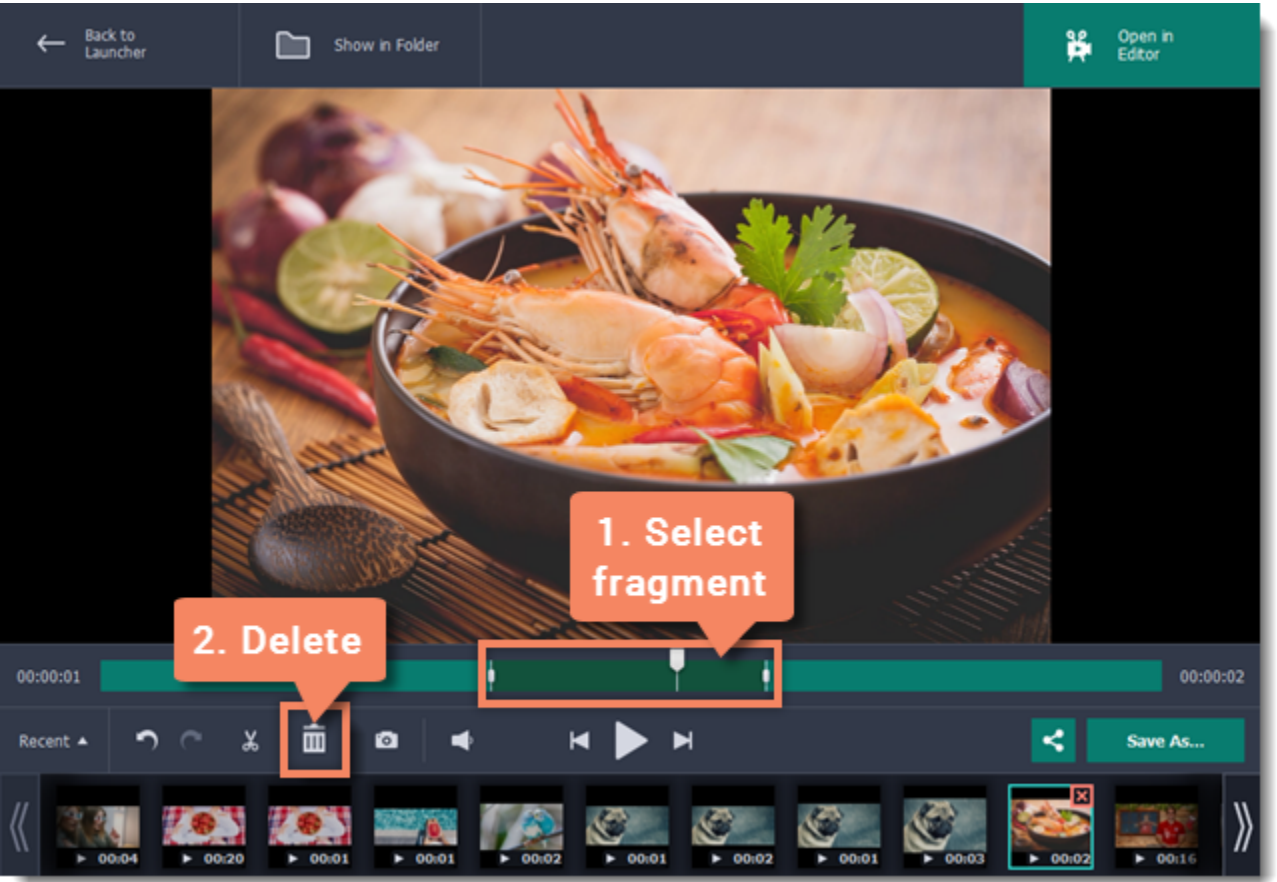 Back to
Launcher
Show in Folder
Open in
Editor
1. Select
fragment
2. Delete
00:00:01
00:00:02
Recent
Save As...
00:04
00:20
00:01
00:01
00:02
00:01
00:02
00:01
00:03
00:02
00:16